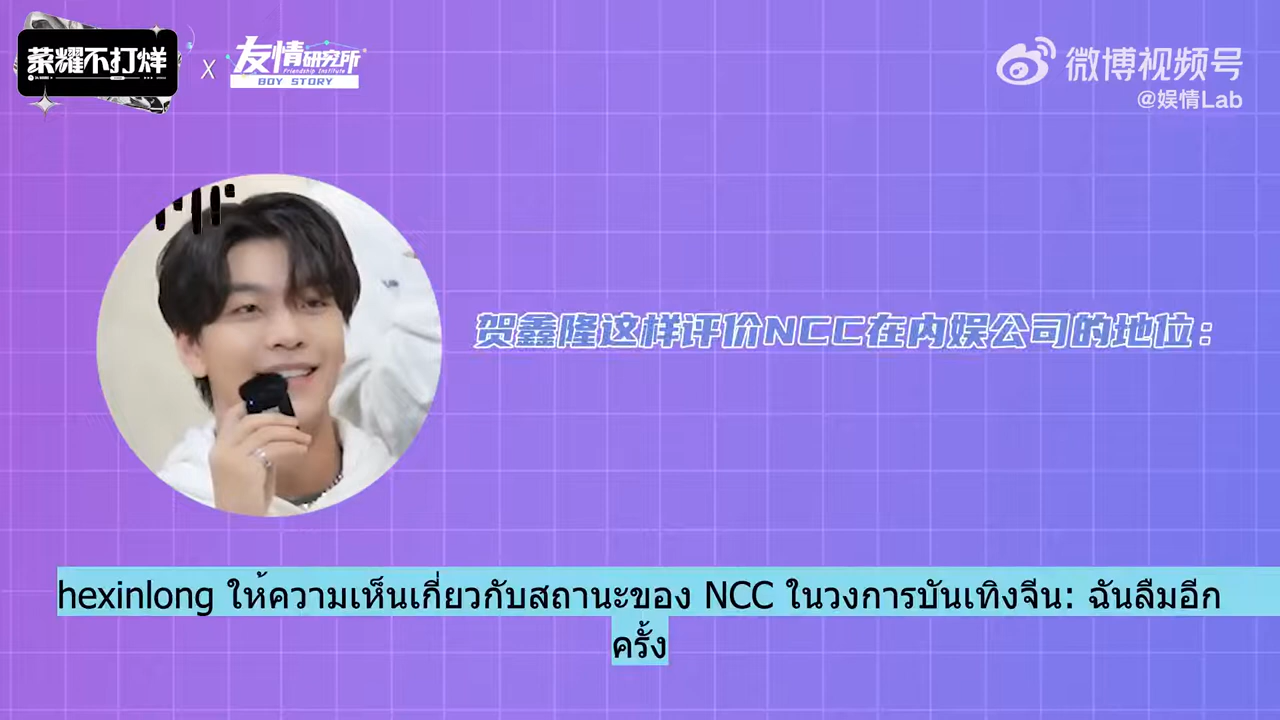 荣耀不打烊
X
友情研究所
Friendship Institute
BOY STORY
微博视频号
@娱情Lab
贺鑫隆这样评价NCC在内娱公司的地位：
hexinlong ให้ความเห็นเกี่ยวกับสถานะของ NCC ในวงการบันเทิงจีน: ฉันลืมอีก
ครั้ง